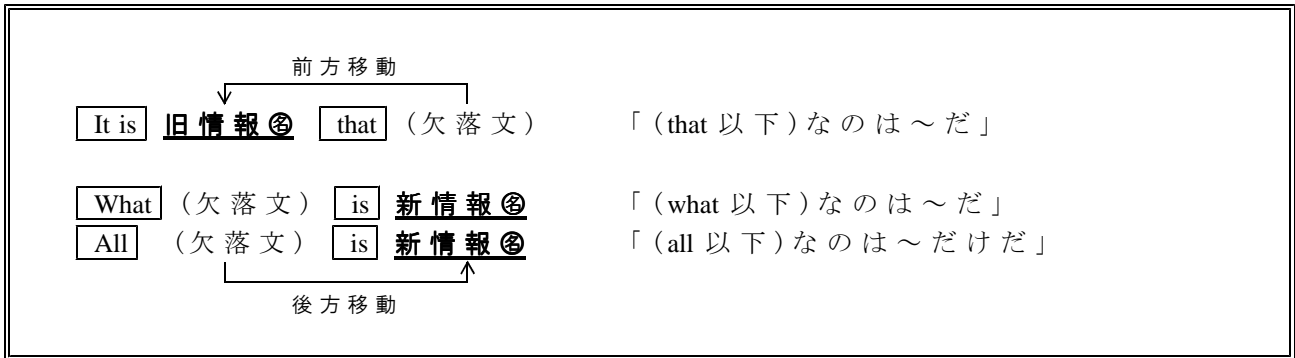 前方移動
It is 旧情報㊔ that (欠落文) 「(that 以下)なのは~だ」
What (欠落文) is 新情報㊔ 「(what 以下)なのは~だ」
All (欠落文) is 新情報㊔ 「(all 以下)なのは~だけだ」
後方移動